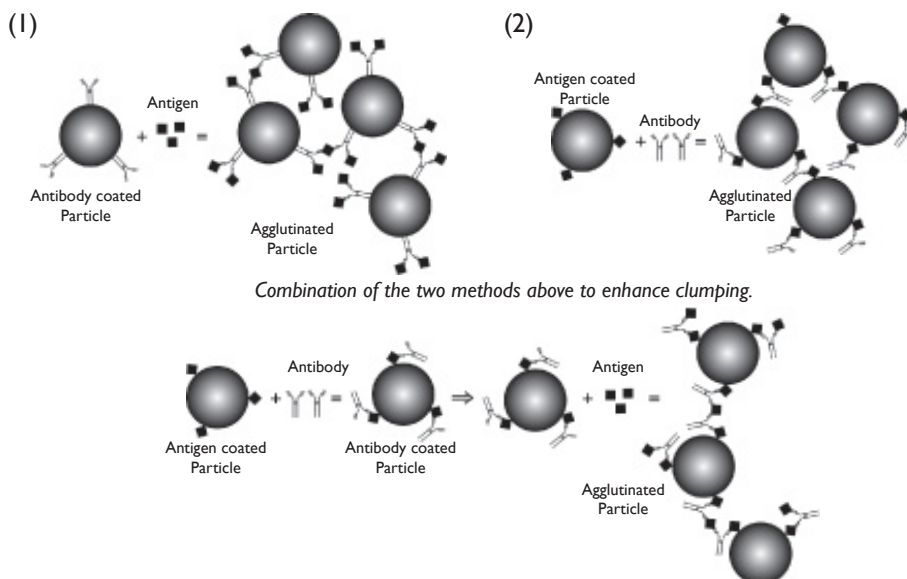 (1)
Antigen
+
=
Antibody coated
Particle
Agglutinated
Particle
(2)
Antigen coated
Particle
Antibody
+
=
Agglutinated
Particle
Combination of the two methods above to enhance clumping.
Antibody
+
=
⇒
Antigen coated
Particle
Antibody coated
Particle
Antigen
+
=
Agglutinated
Particle